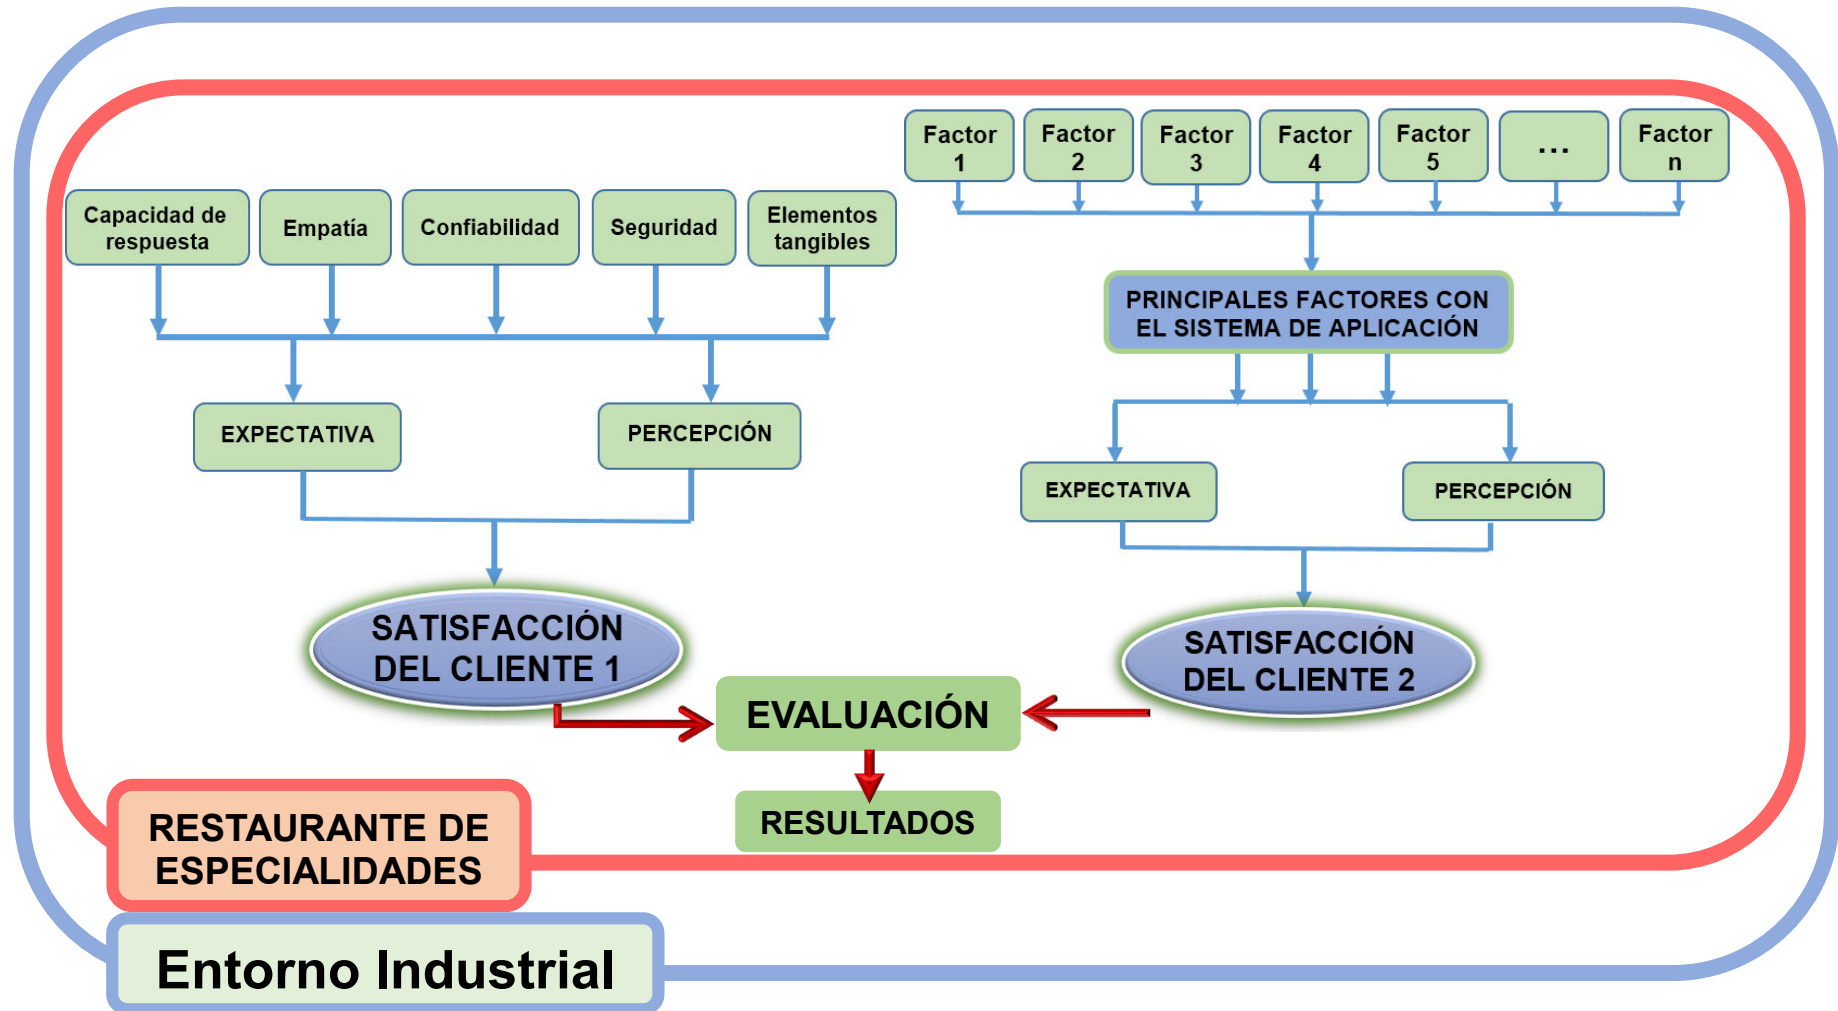 Factor
1
Factor
2
Factor
3
Factor
4
Factor
5
...
Factor
n
Capacidad de
respuesta
Empatía
Confiabilidad
Seguridad
Elementos
tangibles
PRINCIPALES FACTORES CON
EL SISTEMA DE APLICACIÓN
EXPECTATIVA
PERCEPCIÓN
EXPECTATIVA
PERCEPCIÓN
SATISFACCIÓN
DEL CLIENTE 1
SATISFACCIÓN
DEL CLIENTE 2
EVALUACIÓN
RESULTADOS
RESTAURANTE DE
ESPECIALIDADES
Entorno Industrial